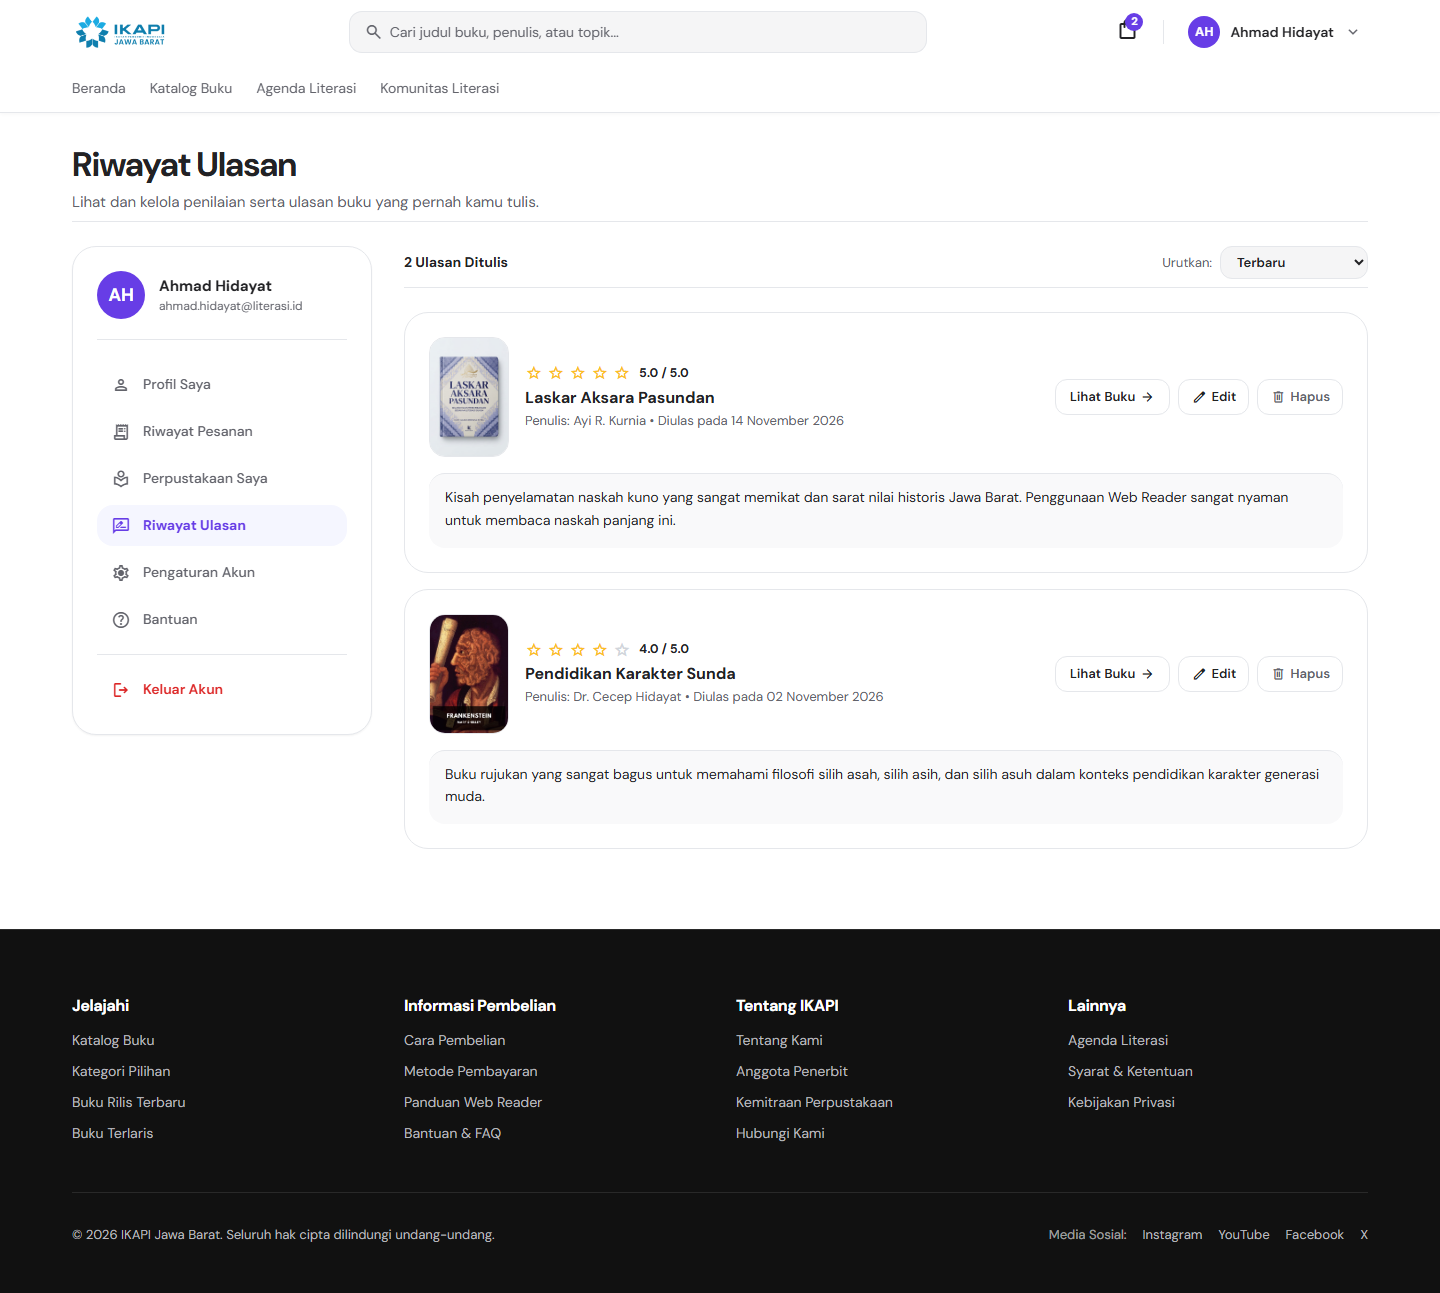 IKAPI
JAWA BARAT
Cari judul buku, penulis, atau topik...
2
AH
Ahmad Hidayat
Beranda
Katalog Buku
Agenda Literasi
Komunitas Literasi
Riwayat Ulasan
Lihat dan kelola penilaian serta ulasan buku yang pernah kamu tulis.
AH
Ahmad Hidayat
ahmad.hidayat@literasi.id
Profil Saya
Riwayat Pesanan
Perpustakaan Saya
Riwayat Ulasan
Pengaturan Akun
Bantuan
Keluar Akun
2 Ulasan Ditulis
Urutkan:
Terbaru
LASKAR
AKSARA
PASUNDAN
5.0 / 5.0
Laskar Aksara Pasundan
Penulis: Ayi R. Kurnia • Diulas pada 14 November 2026
Lihat Buku →
Edit
Hapus
Kisah penyelamatan naskah kuno yang sangat memikat dan sarat nilai historis Jawa Barat. Penggunaan Web Reader sangat nyaman
untuk membaca naskah panjang ini.
FRANKENSTEIN
4.0 / 5.0
Pendidikan Karakter Sunda
Penulis: Dr. Cecep Hidayat • Diulas pada 02 November 2026
Lihat Buku →
Edit
Hapus
Buku rujukan yang sangat bagus untuk memahami filosofi silih asah, silih asih, dan silih asuh dalam konteks pendidikan karakter generasi
muda.
Jelajahi
Katalog Buku
Kategori Pilihan
Buku Rilis Terbaru
Buku Terlaris
Informasi Pembelian
Cara Pembelian
Metode Pembayaran
Panduan Web Reader
Bantuan & FAQ
Tentang IKAPI
Tentang Kami
Anggota Penerbit
Kemitraan Perpustakaan
Hubungi Kami
Lainnya
Agenda Literasi
Syarat & Ketentuan
Kebijakan Privasi
© 2026 IKAPI Jawa Barat. Seluruh hak cipta dilindungi undang-undang.
Media Sosial:
Instagram
YouTube
Facebook
X